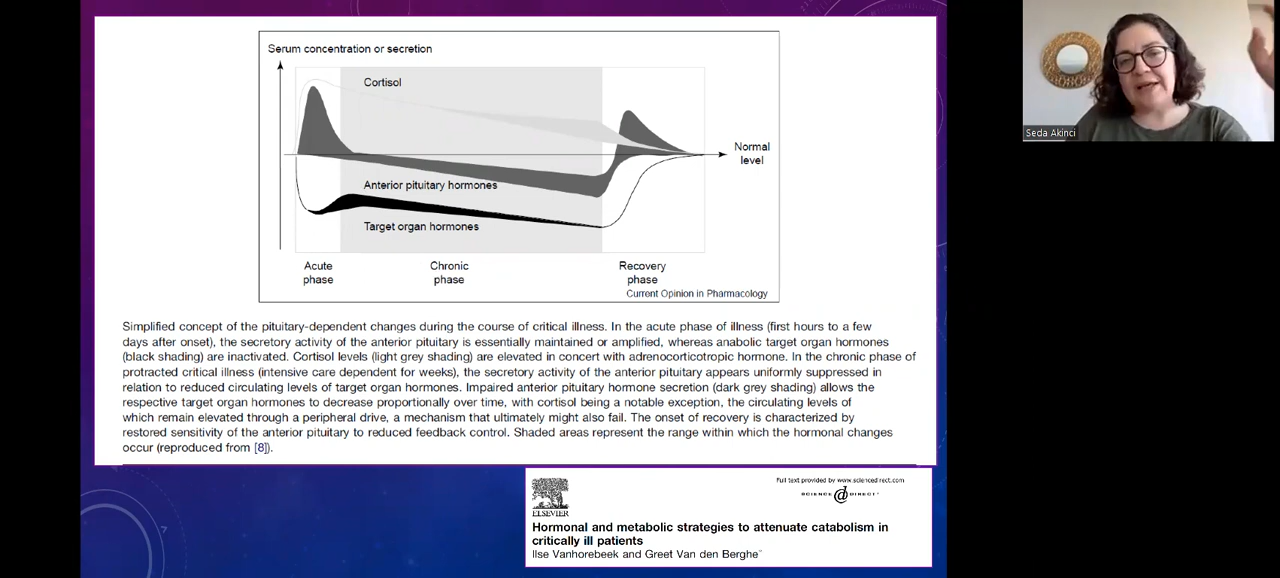 Serum concentration or secretion
Cortisol
Normal
level
Anterior pituitary hormones
Target organ hormones
Acute
phase
Chronic
phase
Recovery
phase
Current Opinion in Pharmacology
Simplified concept of the pituitary-dependent changes during the course of critical illness. In the acute phase of illness (first hours to a few
days after onset), the secretory activity of the anterior pituitary is essentially maintained or amplified, whereas anabolic target organ hormones
(black shading) are inactivated. Cortisol levels (light grey shading) are elevated in concert with adrenocorticotropic hormone. In the chronic phase of
protracted critical illness (intensive care dependent for weeks), the secretory activity of the anterior pituitary appears uniformly suppressed in
relation to reduced circulating levels of target organ hormones. Impaired anterior pituitary hormone secretion (dark grey shading) allows the
respective target organ hormones to decrease proportionally over time, with cortisol being a notable exception, the circulating levels of
which remain elevated through a peripheral drive, a mechanism that ultimately might also fail. The onset of recovery is characterized by
restored sensitivity of the anterior pituitary to reduced feedback control. Shaded areas represent the range within which the hormonal changes
occur (reproduced from [8]).
Full text provided by www.sciencedirect.com
SCIENCE DIRECT
ELSEVIER
Hormonal and metabolic strategies to attenuate catabolism in
critically ill patients
Ilse Vanhorebeek and Greet Van den Berghe
Seda Akinci